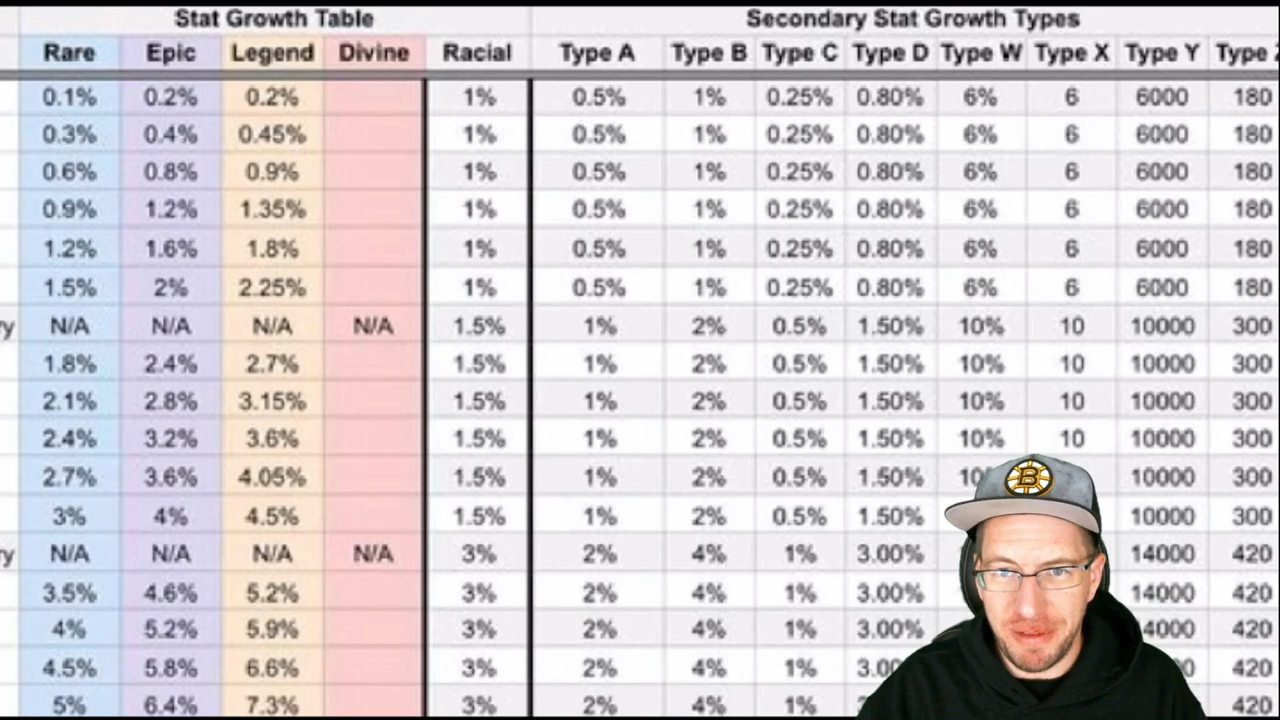 Stat Growth Table Secondary Stat Growth Types
Rare Epic Legend Divine Racial Type A Type B Type C Type D Type W Type X Type Y Type
0.1% 0.2% 0.2% 1% 0.5% 1% 0.25% 0.80% 6% 6 6000 180
0.3% 0.4% 0.45% 1% 0.5% 1% 0.25% 0.80% 6% 6 6000 180
0.6% 0.8% 0.9% 1% 0.5% 1% 0.25% 0.80% 6% 6 6000 180
0.9% 1.2% 1.35% 1% 0.5% 1% 0.25% 0.80% 6% 6 6000 180
1.2% 1.6% 1.8% 1% 0.5% 1% 0.25% 0.80% 6% 6 6000 180
1.5% 2% 2.25% 1% 0.5% 1% 0.25% 0.80% 6% 6 6000 180
ry N/A N/A N/A N/A 1.5% 1% 2% 0.5% 1.50% 10% 10 10000 300
1.8% 2.4% 2.7% 1.5% 1% 2% 0.5% 1.50% 10% 10 10000 300
2.1% 2.8% 3.15% 1.5% 1% 2% 0.5% 1.50% 10% 10 10000 300
2.4% 3.2% 3.6% 1.5% 1% 2% 0.5% 1.50% 10% 10 10000 300
2.7% 3.6% 4.05% 1.5% 1% 2% 0.5% 1.50% 10 10000 300
3% 4% 4.5% 1.5% 1% 2% 0.5% 1.50% 10000 300
ry N/A N/A N/A N/A 3% 2% 4% 1% 3.00% 14000 420
3.5% 4.6% 5.2% 3% 2% 4% 1% 3.00% 14000 420
4% 5.2% 5.9% 3% 2% 4% 1% 3.00% 4000 420
4.5% 5.8% 6.6% 3% 2% 4% 1% 3.00 420
5% 6.4% 7.3% 3% 2% 4% 1% 420
B